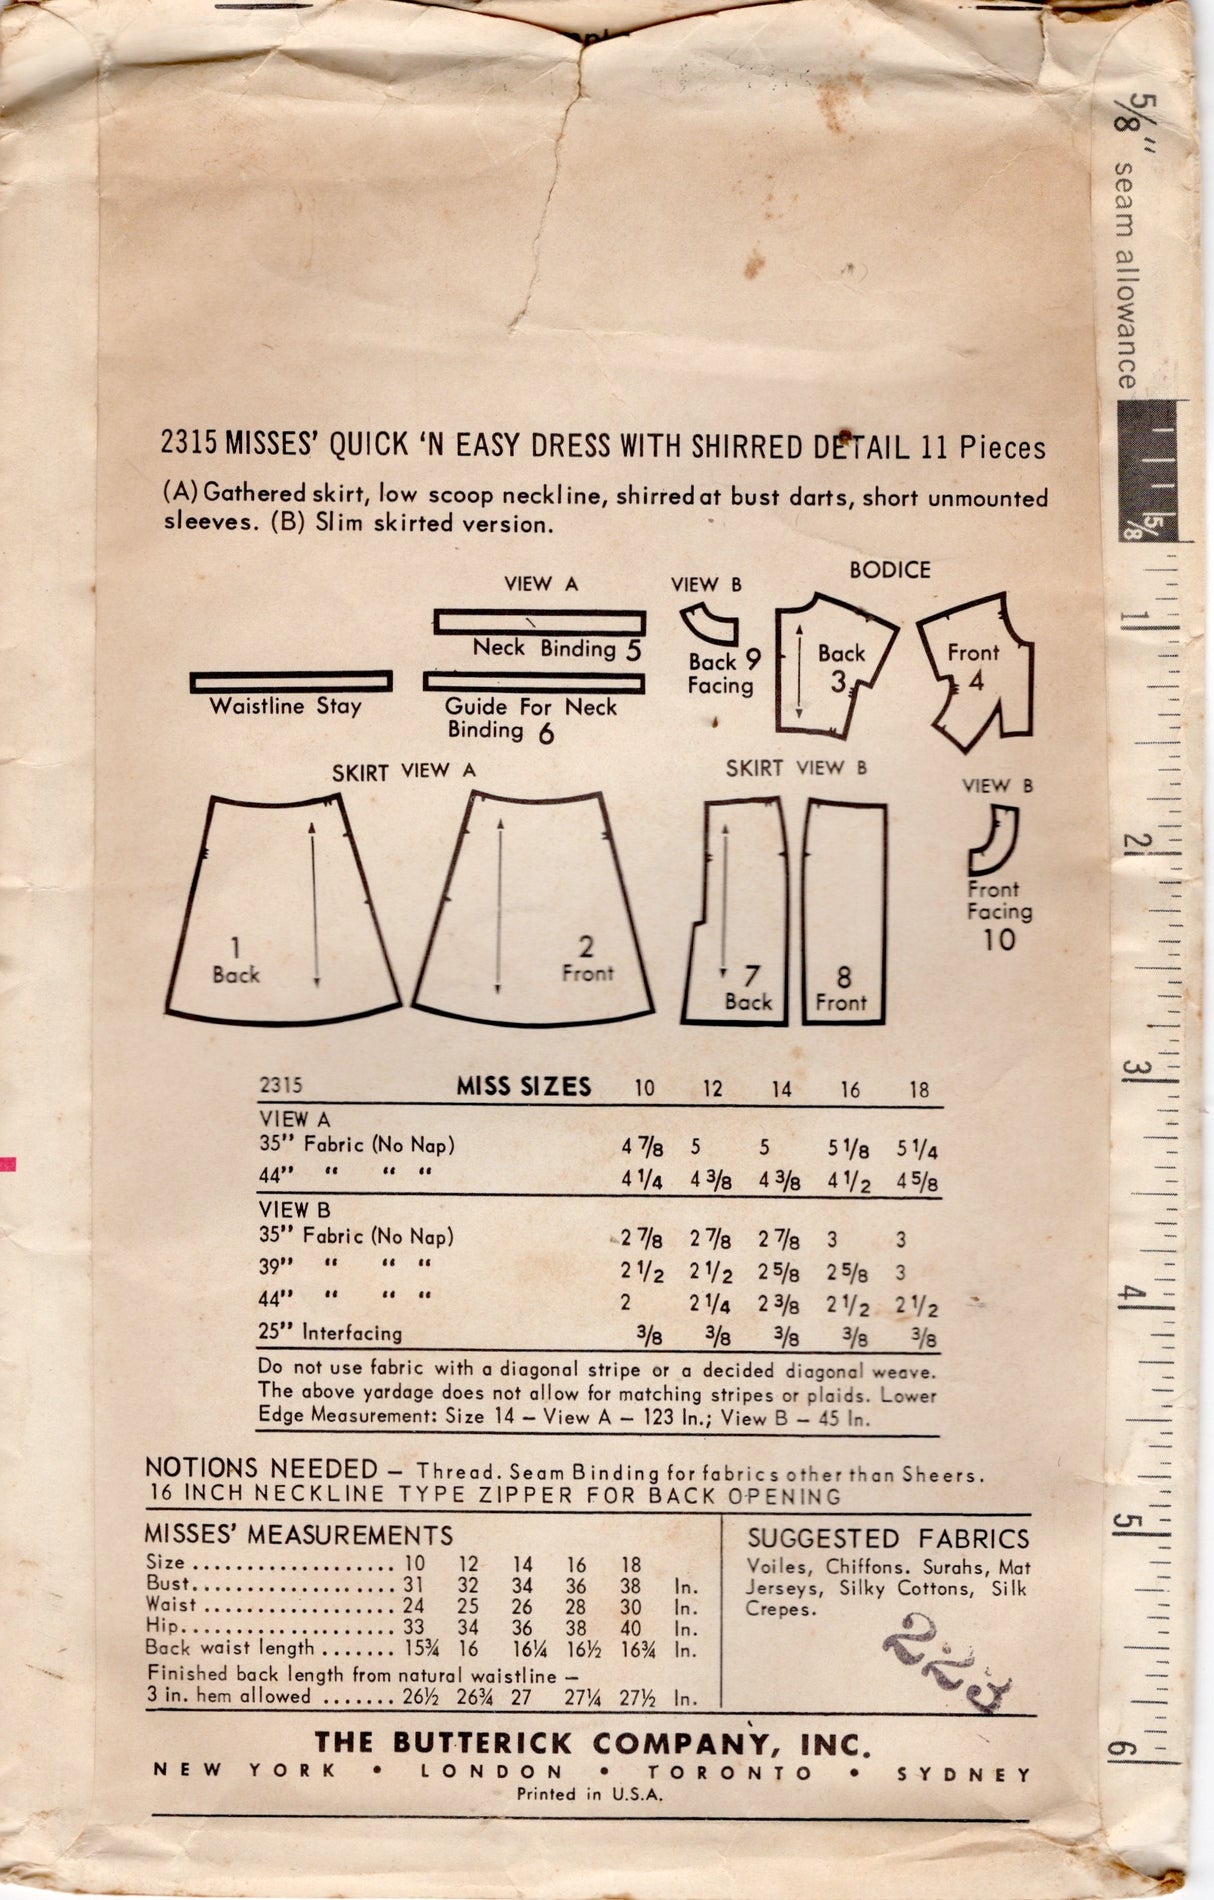 5/8" seam allowance
5/8
1
2
3
4
5
6
2315 MISSES' QUICK 'N EASY DRESS WITH SHIRRED DETAIL 11 Pieces
(A) Gathered skirt, low scoop neckline, shirred at bust darts, short unmounted
sleeves. (B) Slim skirted version.
VIEW A
Neck Binding 5
Waistline Stay
Guide For Neck
Binding 6
VIEW B
Back 9
Facing
BODICE
Back
3
Front
4
SKIRT VIEW A
1
Back
2
Front
SKIRT VIEW B
7
Back
8
Front
VIEW B
Front
Facing
10
2315 MISS SIZES 10 12 14 16 18
VIEW A
35" Fabric (No Nap) 4 7/8 5 5 5 1/8 5 1/4
44" " " " 4 1/4 4 3/8 4 3/8 4 1/2 4 5/8
VIEW B
35" Fabric (No Nap) 2 7/8 2 7/8 2 7/8 3 3
39" " " " 2 1/2 2 1/2 2 5/8 2 5/8 3
44" " " " 2 2 1/4 2 3/8 2 1/2 2 1/2
25" Interfacing 3/8 3/8 3/8 3/8 3/8
Do not use fabric with a diagonal stripe or a decided diagonal weave.
The above yardage does not allow for matching stripes or plaids. Lower
Edge Measurement: Size 14 – View A – 123 In.; View B – 45 In.
NOTIONS NEEDED – Thread. Seam Binding for fabrics other than Sheers.
16 INCH NECKLINE TYPE ZIPPER FOR BACK OPENING
MISSES' MEASUREMENTS
Size ................... 10 12 14 16 18
Bust................... 31 32 34 36 38 In.
Waist .................. 24 25 26 28 30 In.
Hip.................... 33 34 36 38 40 In.
Back waist length ....... 15¾ 16 16¼ 16½ 16¾ In.
Finished back length from natural waistline –
3 in. hem allowed ....... 26½ 26¾ 27 27¼ 27½ In.
SUGGESTED FABRICS
Voiles, Chiffons. Surahs, Mat
Jerseys, Silky Cottons, Silk
Crepes.
223
THE BUTTERICK COMPANY, INC.
NEW YORK • LONDON • TORONTO • SYDNEY
Printed in U.S.A.